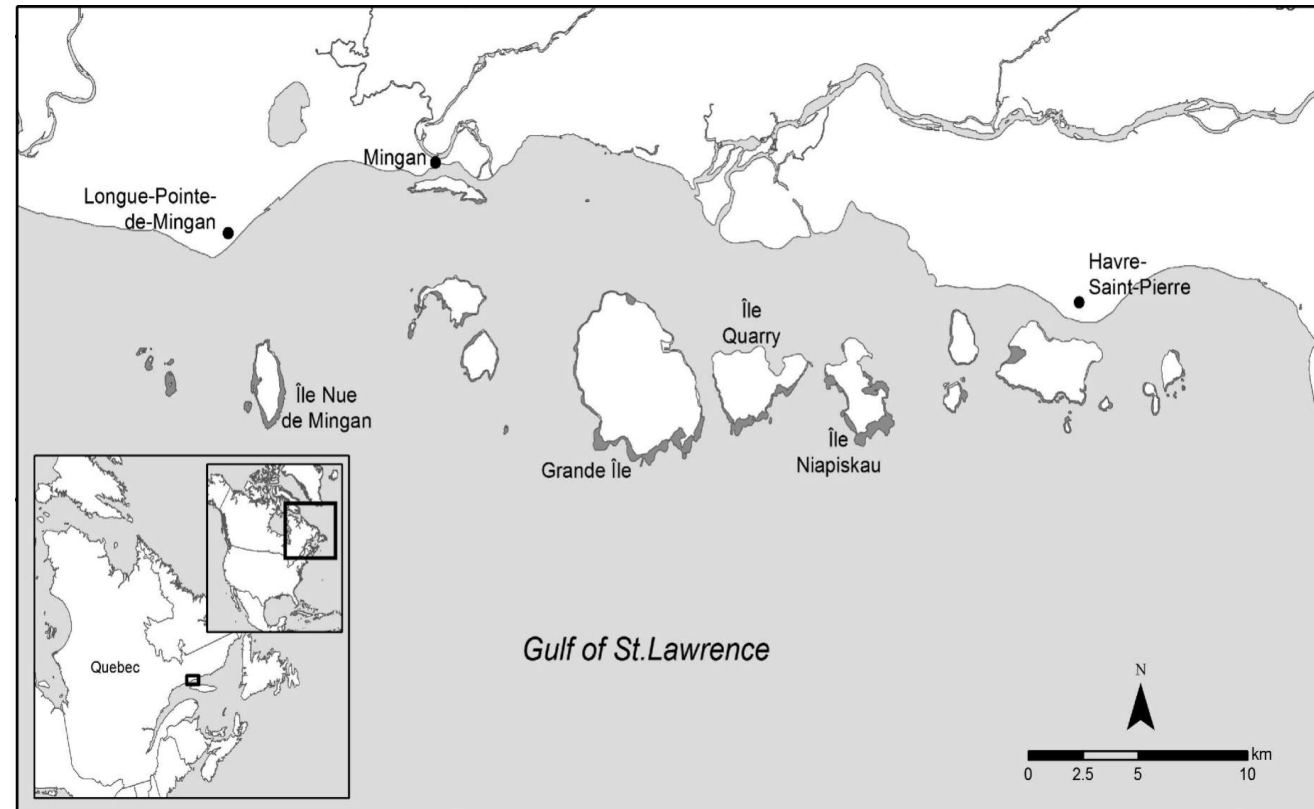 Mingan
Longue-Pointe-
de-Mingan
Havre-
Saint-Pierre
Île
Quarry
Île Nue
de Mingan
Grande Île
Île
Niapiskau
Gulf of St.Lawrence
Quebec
N
km
0 2.5 5 10